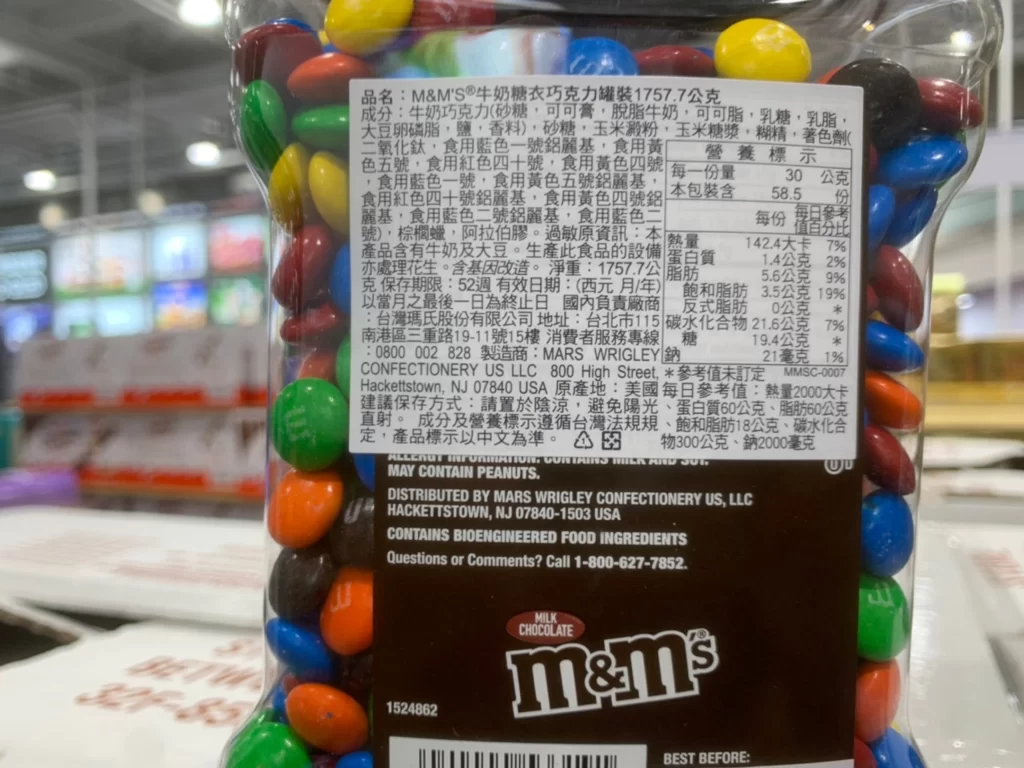 品名：M&M'S®牛奶糖衣巧克力罐裝1757.7公克
成分：牛奶巧克力(砂糖，可可膏，脫脂牛奶，可可脂，乳糖，乳脂，
大豆卵磷脂，鹽，香料)，砂糖，玉米澱粉，玉米糖漿，糊精，著色劑(
二氧化鈦，食用藍色一號鋁麗基，食用黃
色五號，食用紅色四十號，食用黃色四號
，食用藍色一號，食用黃色五號鋁麗基，
食用紅色四十號鋁麗基，食用黃色四號鋁
麗基，食用藍色二號鋁麗基，食用藍色二
號)，棕櫚蠟，阿拉伯膠。過敏原資訊：本
產品含有牛奶及大豆。生產此食品的設備
亦處理花生。含基因改造。 淨重：1757.7公
克 保存期限：52週 有效日期：(西元 月/年)
以當月之最後一日為終止日 國內負責廠商
：台灣瑪氏股份有限公司 地址：台北市115
南港區三重路19-11號15樓 消費者服務專線
：0800 002 828 製造商：MARS WRIGLEY
CONFECTIONERY US LLC 800 High Street,
Hackettstown, NJ 07840 USA 原產地：美國
建議保存方式：請置於陰涼，避免陽光
直射。 成分及營養標示遵循台灣法規規
定，產品標示以中文為準。
營 養 標 示
每一份量 30 公克
本包裝含 58.5 份
每份 每日參考值百分比
熱量 142.4大卡 7%
蛋白質 1.4公克 2%
脂肪 5.6公克 9%
飽和脂肪 3.5公克 19%
反式脂肪 0公克 *
碳水化合物 21.6公克 7%
糖 19.4公克 *
鈉 21毫克 1%
*參考值未訂定 MMSC-0007
每日參考值：熱量2000大卡
、蛋白質60公克、脂肪60公克
、飽和脂肪18公克、碳水化合
物300公克、鈉2000毫克
ALLERGY INFORMATION: CONTAINS MILK AND SOY.
MAY CONTAIN PEANUTS.
DISTRIBUTED BY MARS WRIGLEY CONFECTIONERY US, LLC
HACKETTSTOWN, NJ 07840-1503 USA
CONTAINS BIOENGINEERED FOOD INGREDIENTS
Questions or Comments? Call 1-800-627-7852.
MILK
CHOCOLATE
m&m's®
1524862
BEST BEFORE: